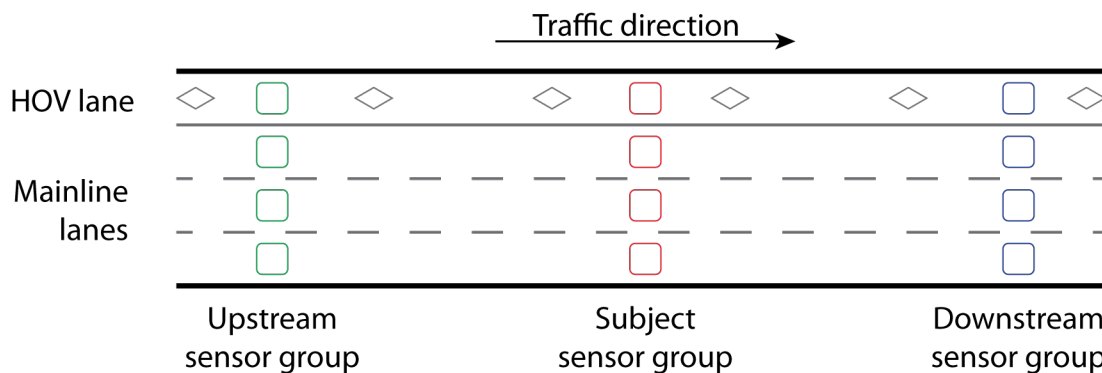 Traffic direction
HOV lane
Mainline
lanes
Upstream
sensor group
Subject
sensor group
Downstream
sensor group